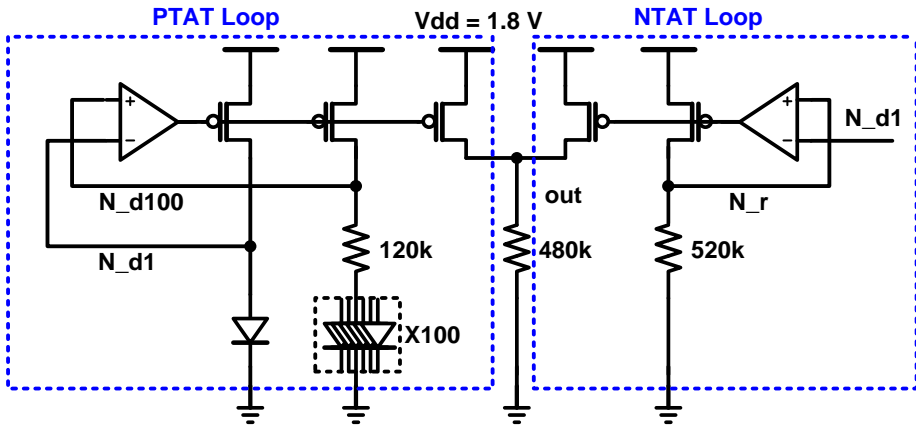 PTAT Loop
Vdd = 1.8 V
NTAT Loop
+
−
+
−
N_d1
N_d100
N_d1
out
N_r
120k
480k
520k
X100